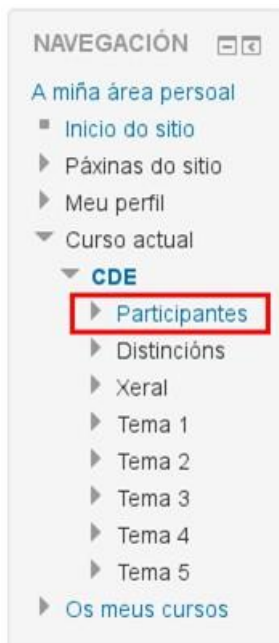 NAVEGACIÓN
A miña área persoal
Inicio do sitio
Páxinas do sitio
Meu perfil
Curso actual
CDE
Participantes
Distincións
Xeral
Tema 1
Tema 2
Tema 3
Tema 4
Tema 5
Os meus cursos